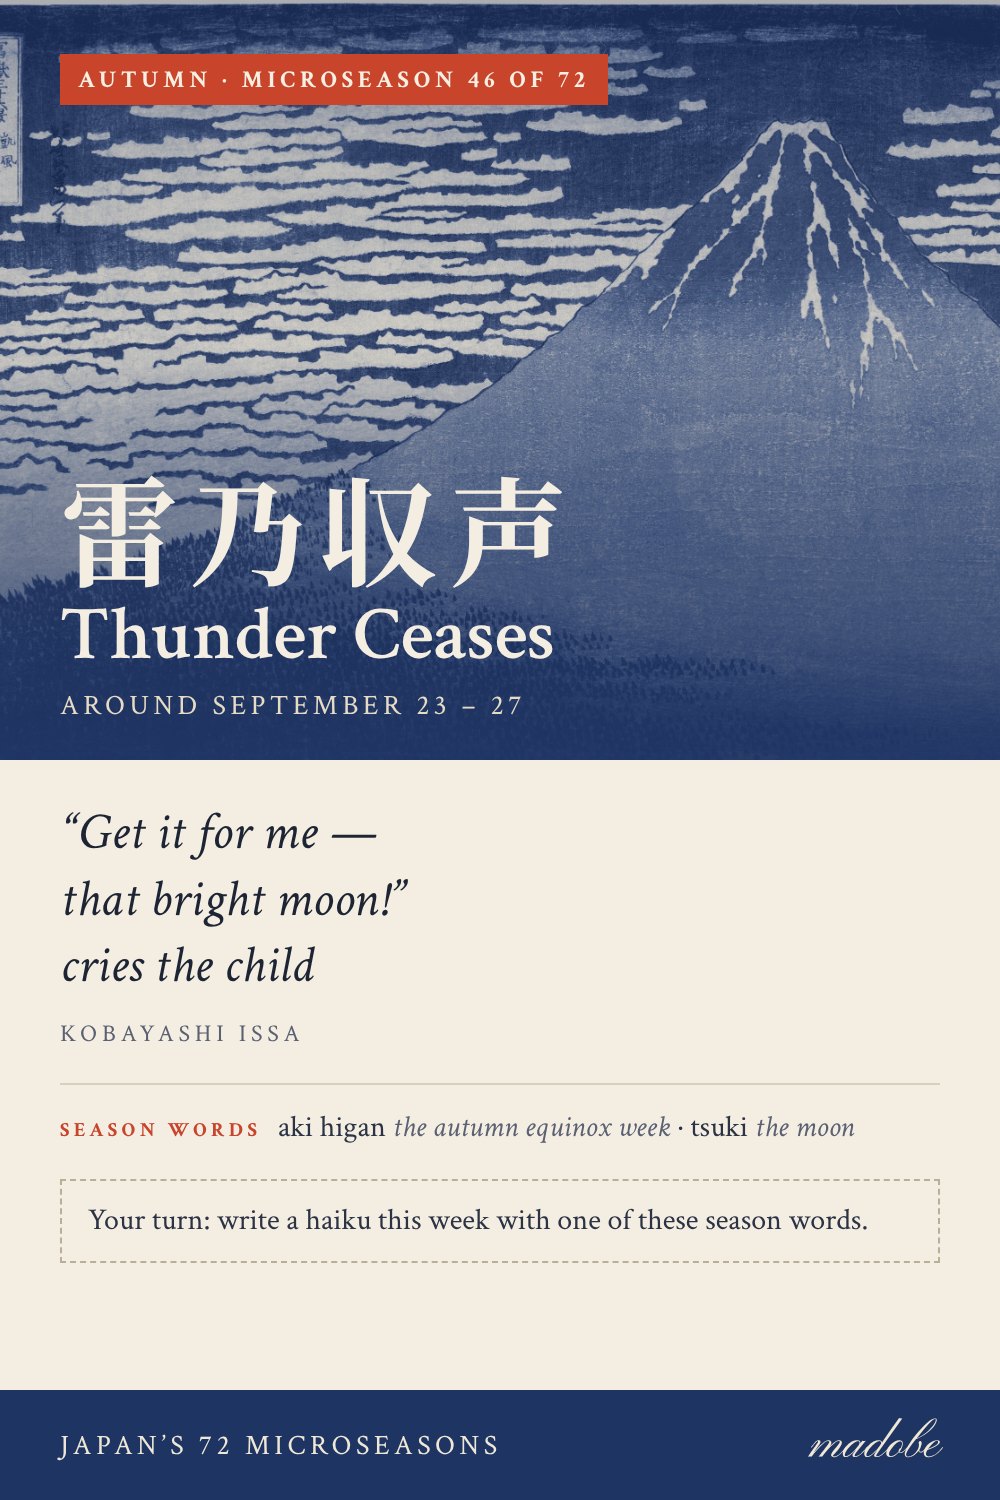 AUTUMN · MICROSEASON 46 OF 72
雷乃収声
Thunder Ceases
AROUND SEPTEMBER 23 – 27
“Get it for me —
that bright moon!”
cries the child
KOBAYASHI ISSA
SEASON WORDS aki higan the autumn equinox week · tsuki the moon
Your turn: write a haiku this week with one of these season words.
JAPAN’S 72 MICROSEASONS
madobe